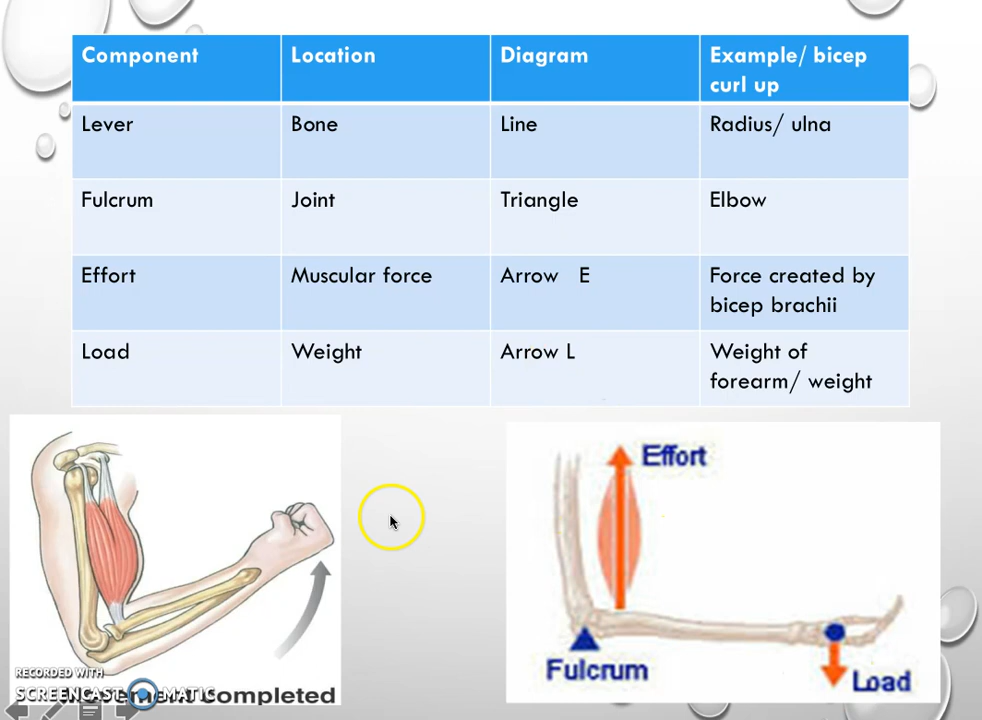 Component Location Diagram Example/ bicep
curl up
Lever Bone Line Radius/ ulna
Fulcrum Joint Triangle Elbow
Effort Muscular force Arrow E Force created by
bicep brachii
Load Weight Arrow L Weight of
forearm/ weight
Effort
Fulcrum
Load
RECORDED WITH
SCREENCAST MATIC
Completed